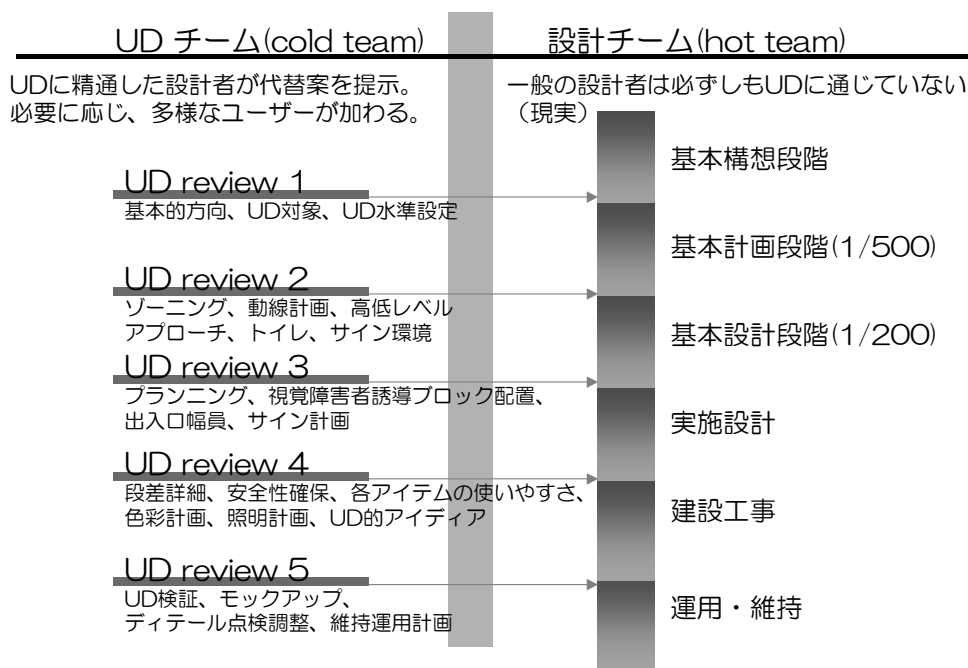 UD チーム(cold team)
設計チーム(hot team)
UDに精通した設計者が代替案を提示。
必要に応じ、多様なユーザーが加わる。
一般の設計者は必ずしもUDに通じていない
（現実）
UD review 1
基本的方向、UD対象、UD水準設定
UD review 2
ゾーニング、動線計画、高低レベル
アプローチ、トイレ、サイン環境
UD review 3
プランニング、視覚障害者誘導ブロック配置、
出入口幅員、サイン計画
UD review 4
段差詳細、安全性確保、各アイテムの使いやすさ、
色彩計画、照明計画、UD的アイディア
UD review 5
UD検証、モックアップ、
ディテール点検調整、維持運用計画
基本構想段階
基本計画段階(1/500)
基本設計段階(1/200)
実施設計
建設工事
運用・維持